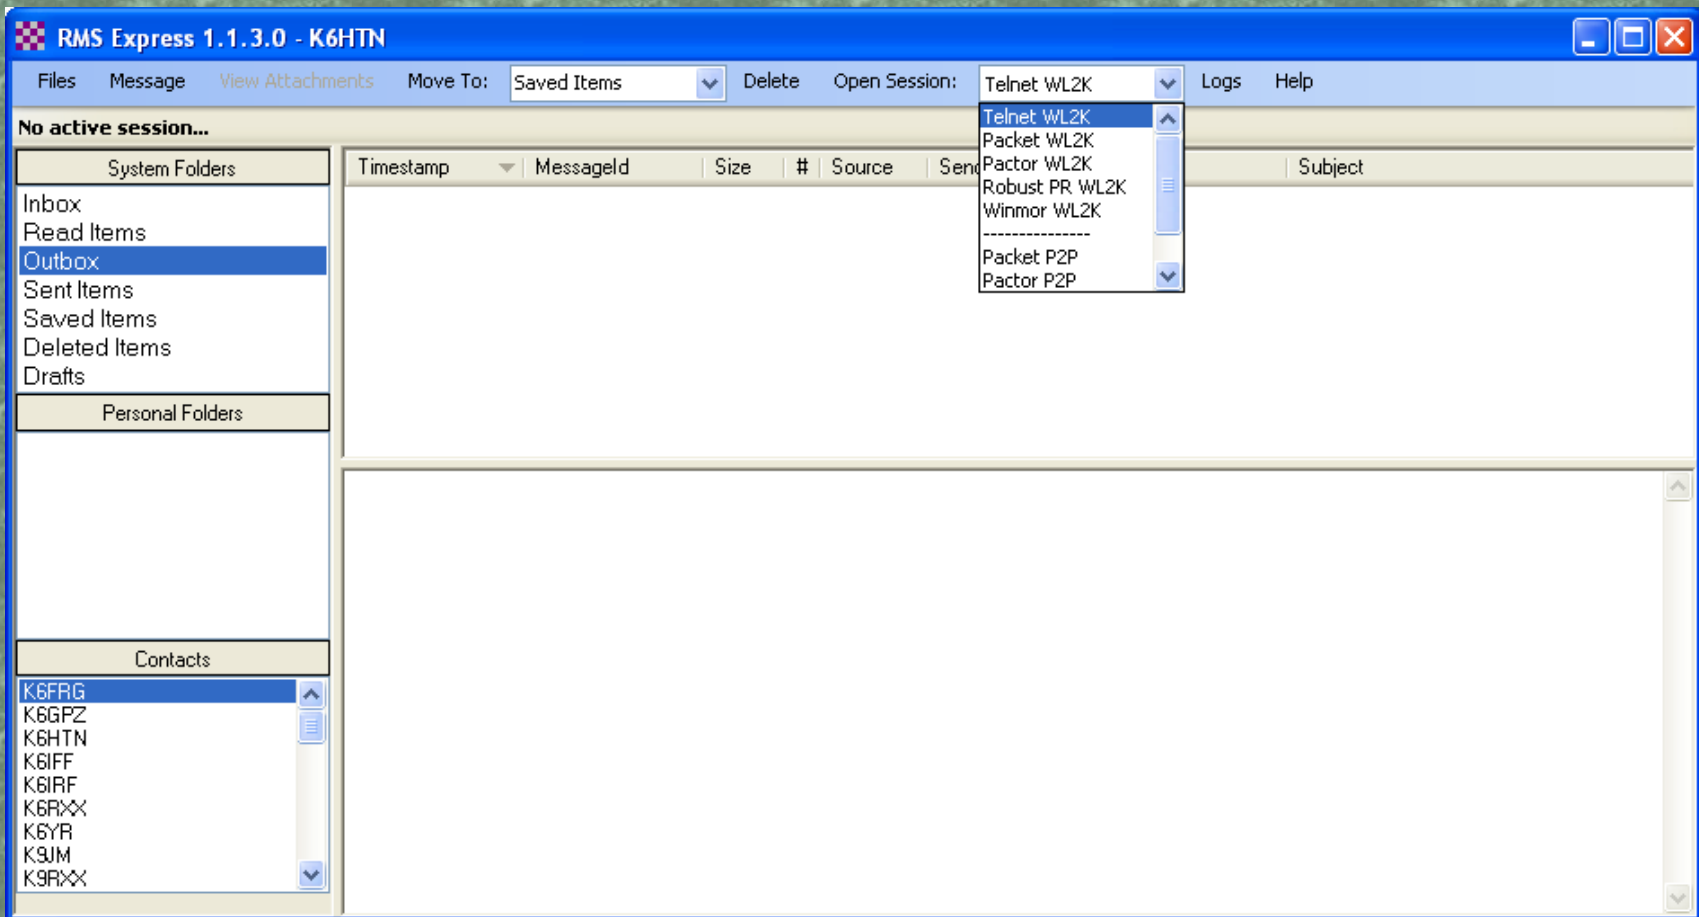 RMS Express 1.1.3.0 - K6HTN
Files Message View Attachments Move To: Saved Items Delete Open Session: Telnet WL2K Logs Help
No active session...
Telnet WL2K
Packet WL2K
Pactor WL2K
Robust PR WL2K
Winmor WL2K
---------------
Packet P2P
Pactor P2P
System Folders
Inbox
Read Items
Outbox
Sent Items
Saved Items
Deleted Items
Drafts
Personal Folders
Timestamp MessageId Size # Source Subject
Contacts
K6FRG
K6GPZ
K6HTN
K6IFF
K6IRF
K6RXX
K6YR
K9JM
K9RXX